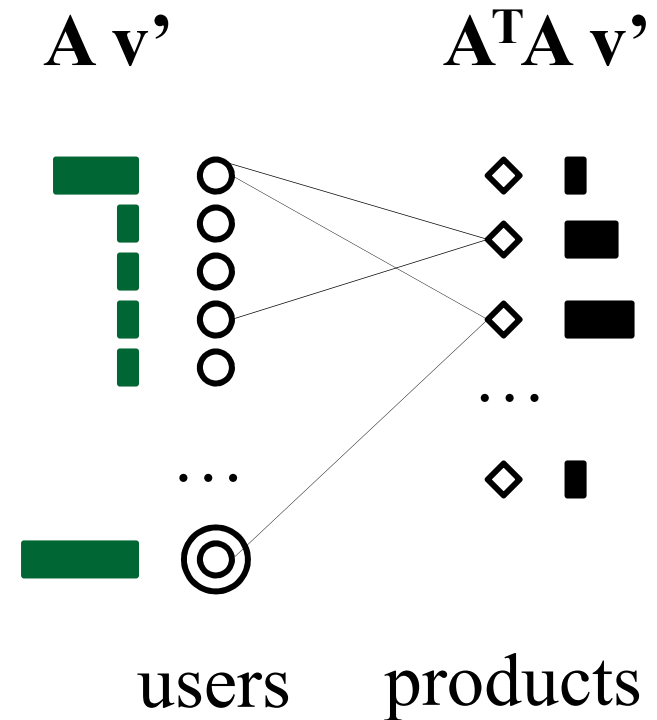 A v’ AᵀA v’
. . .
. . .
users products